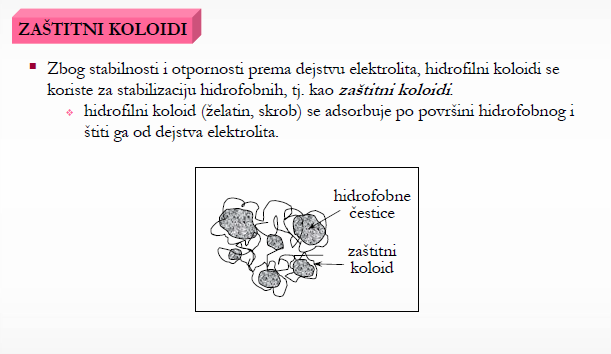 ZAŠTITNI KOLOIDI
Zbog stabilnosti i otpornosti prema dejstvu elektrolita, hidrofilni koloidi se
koriste za stabilizaciju hidrofobnih, tj. kao zaštitni koloidi.
hidrofilni koloid (želatin, skrob) se adsorbuje po površini hidrofobnog i
štiti ga od dejstva elektrolita.
hidrofobne
čestice
zaštitni
koloid